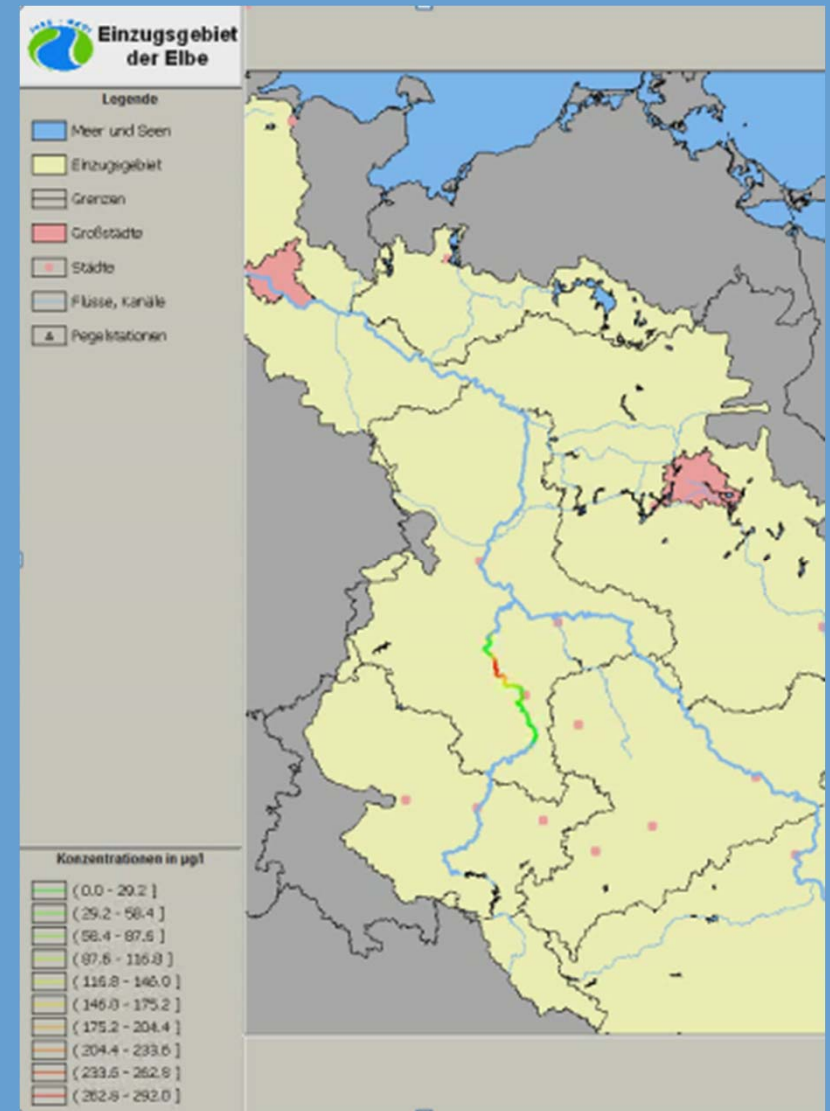 Einzugsgebiet
der Elbe
Legende
Meer und Seen
Einzugsgebiet
Grenzen
Großstädte
Städte
Flüsse, Kanäle
Pegelstationen
Konzentrationen in µg/l
( 0.0 - 29.2 ]
( 29.2 - 58.4 ]
( 58.4 - 87.6 ]
( 87.6 - 116.8 ]
( 116.8 - 146.0 ]
( 146.0 - 175.2 ]
( 175.2 - 204.4 ]
( 204.4 - 233.6 ]
( 233.6 - 262.8 ]
( 262.8 - 292.0 ]